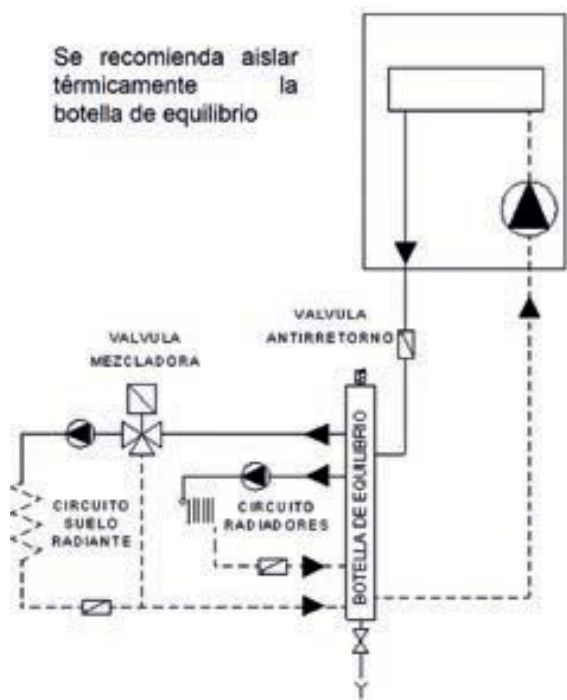 Se recomienda aislar
térmicamente la
botella de equilibrio
VALVULA
ANTIRRETORNO
VALVULA
MEZCLADORA
BOTELLA DE EQUILIBRIO
CIRCUITO
SUELO
RADIANTE
CIRCUITO
RADIADORES